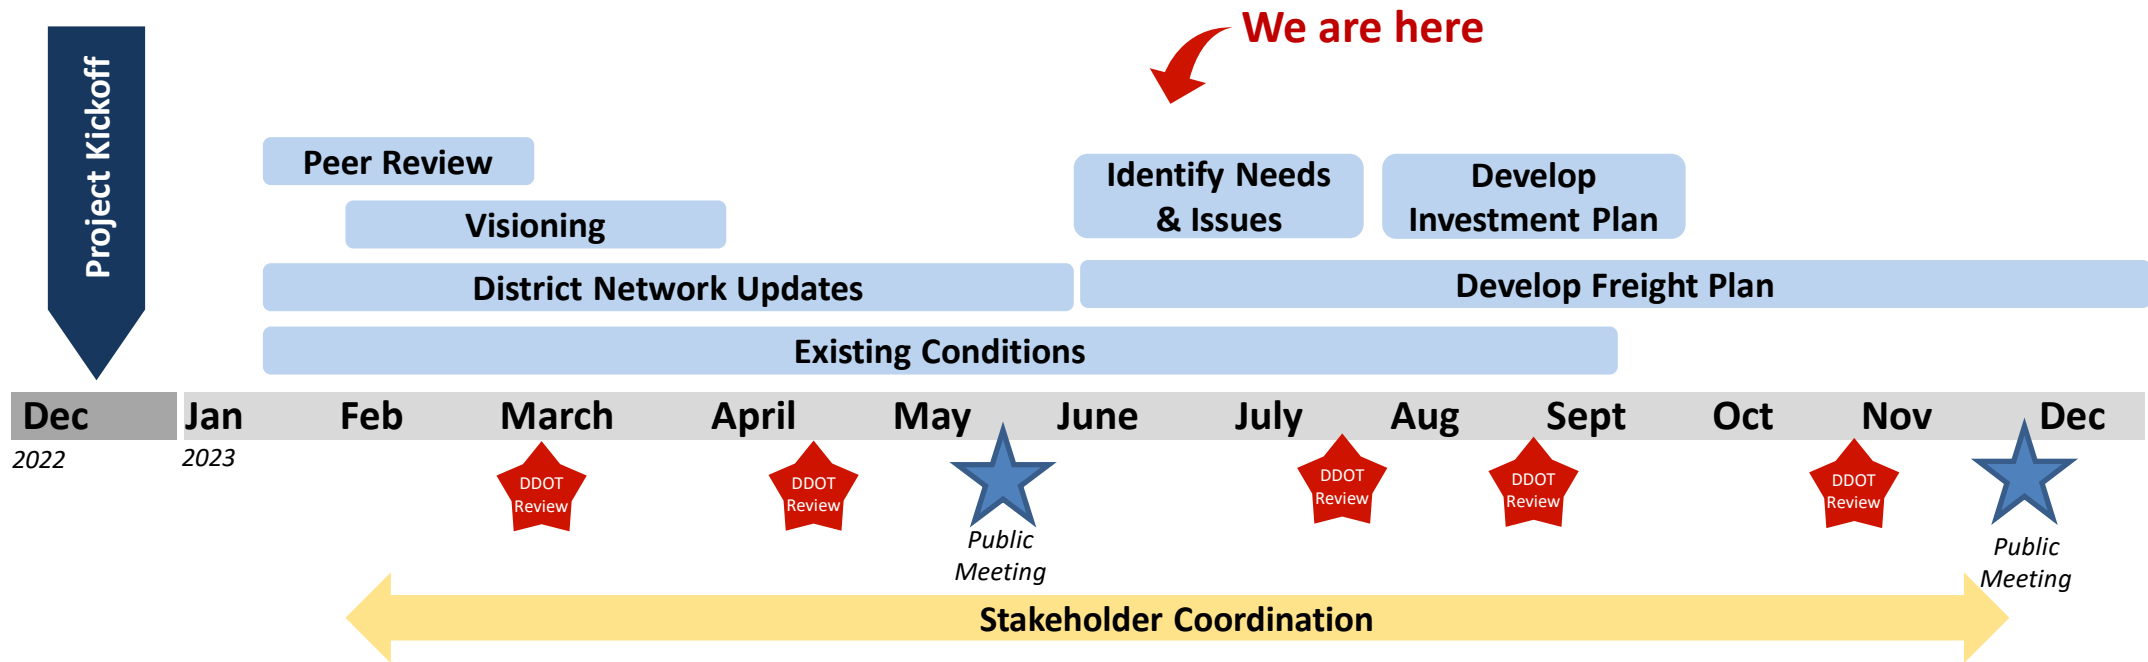 We are here
Project Kickoff
Peer Review
Visioning
District Network Updates
Existing Conditions
Identify Needs
& Issues
Develop
Investment Plan
Develop Freight Plan
Dec
Jan
Feb
March
April
May
June
July
Aug
Sept
Oct
Nov
Dec
2022
2023
DDOT
Review
DDOT
Review
Public
Meeting
DDOT
Review
DDOT
Review
DDOT
Review
Public
Meeting
Stakeholder Coordination